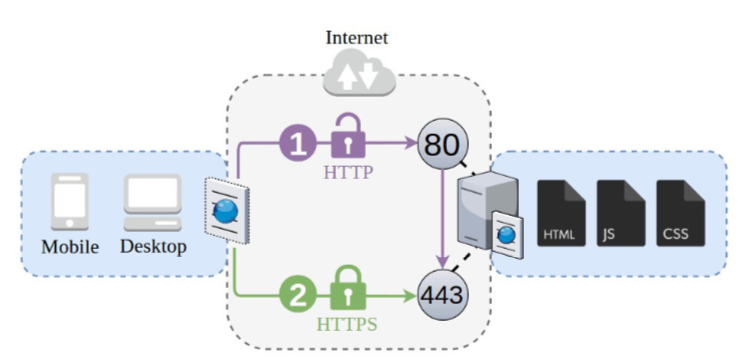 Internet
1
HTTP
80
Mobile
Desktop
HTML
JS
CSS
2
HTTPS
443